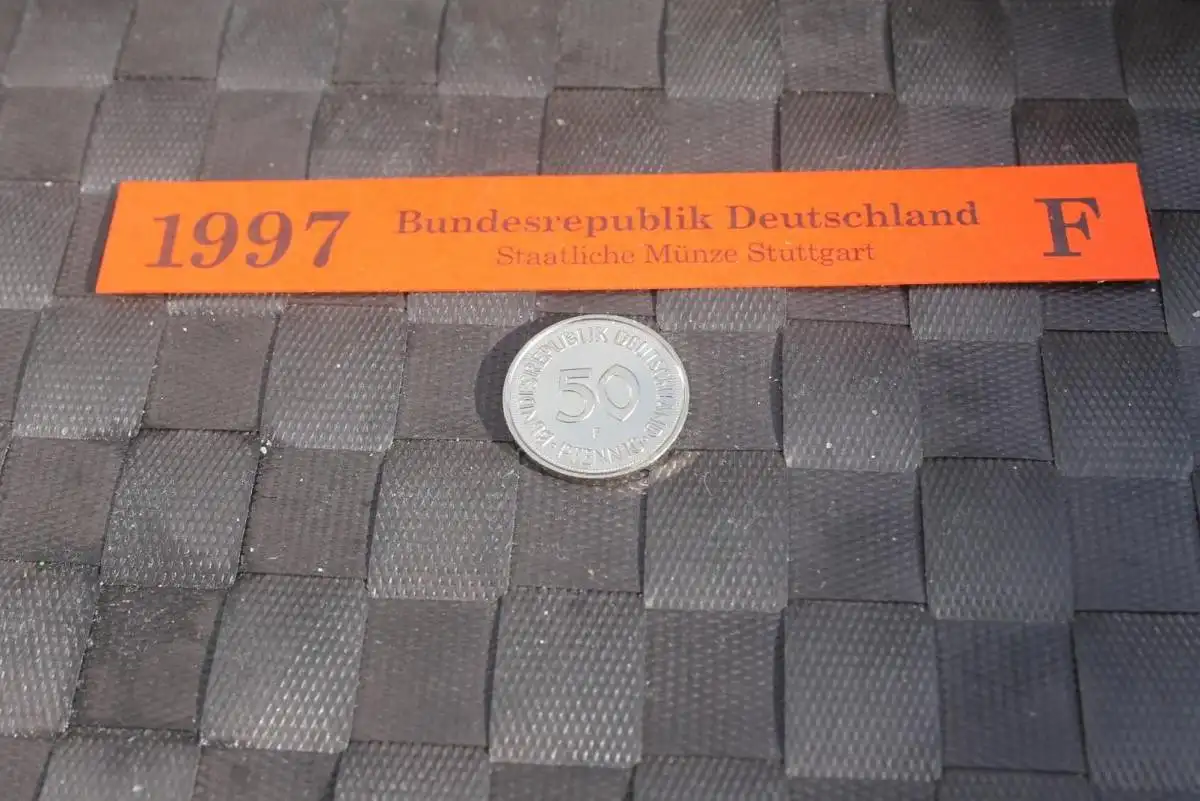 1997
Bundesrepublik Deutschland
Staatliche Münze Stuttgart
F
BUNDESREPUBLIK DEUTSCHLAND
50
F
PFENNIG